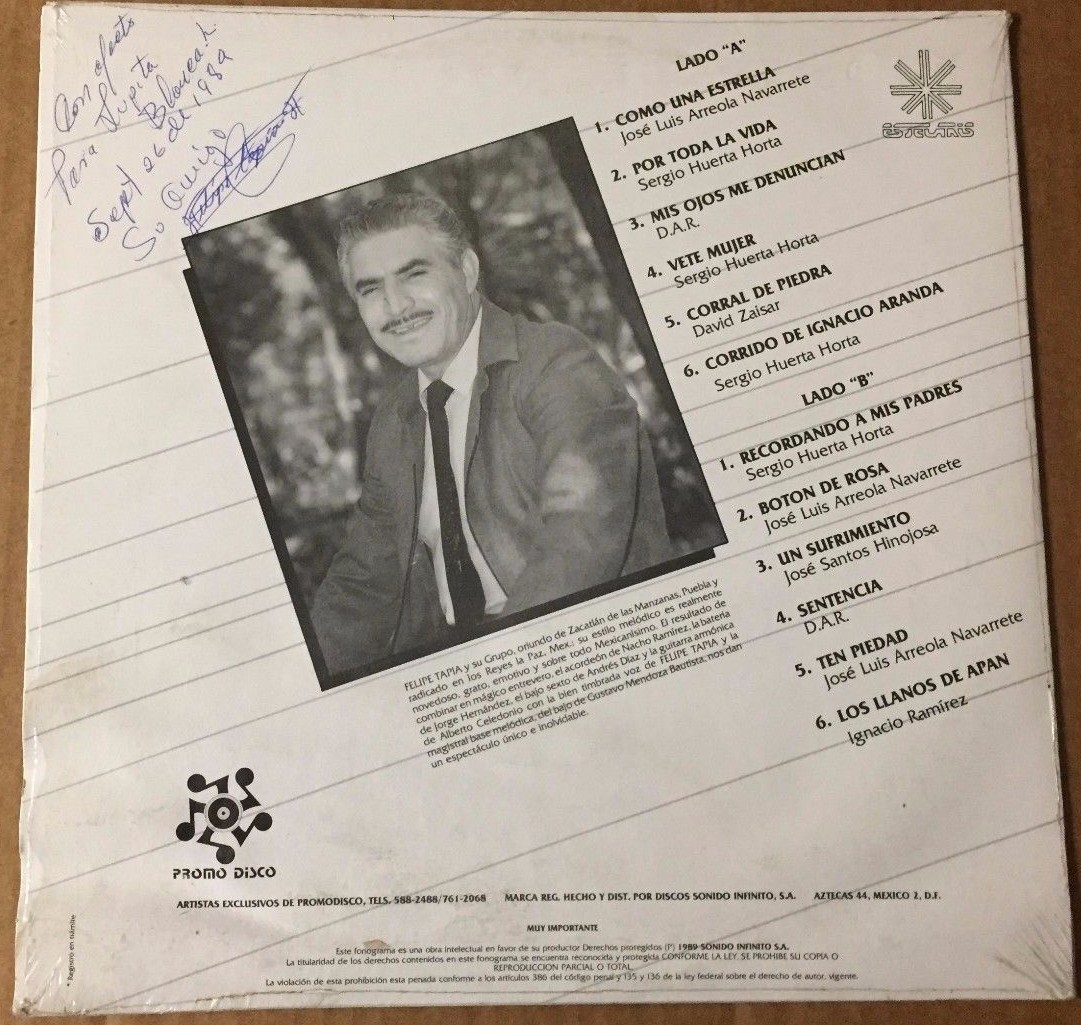 Con afecto
Para Lupita
Blanca. L.
Sept 26 de 1989
Su Amigo
LADO "A"
1. COMO UNA ESTRELLA
José Luis Arreola Navarrete
2. POR TODA LA VIDA
Sergio Huerta Horta
3. MIS OJOS ME DENUNCIAN
D.A.R.
4. VETE MUJER
Sergio Huerta Horta
5. CORRAL DE PIEDRA
David Zaisar
6. CORRIDO DE IGNACIO ARANDA
Sergio Huerta Horta
LADO "B"
1. RECORDANDO A MIS PADRES
Sergio Huerta Horta
2. BOTON DE ROSA
José Luis Arreola Navarrete
3. UN SUFRIMIENTO
José Santos Hinojosa
4. SENTENCIA
D.A.R.
5. TEN PIEDAD
José Luis Arreola Navarrete
6. LOS LLANOS DE APAN
Ignacio Ramírez
ESTELARIS
FELIPE TAPIA y su Grupo, oriundo de Zacatlán de las Manzanas, Puebla y
radicado en los Reyes la Paz, Mex.; su estilo melódico es realmente
novedoso, grato, emotivo y sobre todo Mexicanísimo. El resultado de
combinar en mágico entrevero, el acordeón de Nacho Ramírez, la batería
de Jorge Hernández, el bajo sexto de Andrés Díaz y la guitarra armónica
de Alberto Celedonio con la bien timbrada voz de FELIPE TAPIA y la
magistral base melódica, del bajo de Gustavo Mendoza Bautista; nos dan
un espectáculo único e inolvidable.
PROMO DISCO
ARTISTAS EXCLUSIVOS DE PROMODISCO, TELS. 588-2488/761-2068 MARCA REG. HECHO Y DIST. POR DISCOS SONIDO INFINITO, S.A. AZTECAS 44, MEXICO 2, D.F.
MUY IMPORTANTE
Este fonograma es una obra intelectual en favor de su productor Derechos protegidos (P) 1989 SONIDO INFINITO S.A.
La titularidad de los derechos contenidos en este fonograma se encuentra reconocida y protegida CONFORME LA LEY. SE PROHIBE SU COPIA O
REPRODUCCION PARCIAL O TOTAL.
La violación de esta prohibición esta penada conforme a los artículos 386 del código penal y 135 y 136 de la ley federal sobre el derecho de autor, vigente.
* Registro en námite